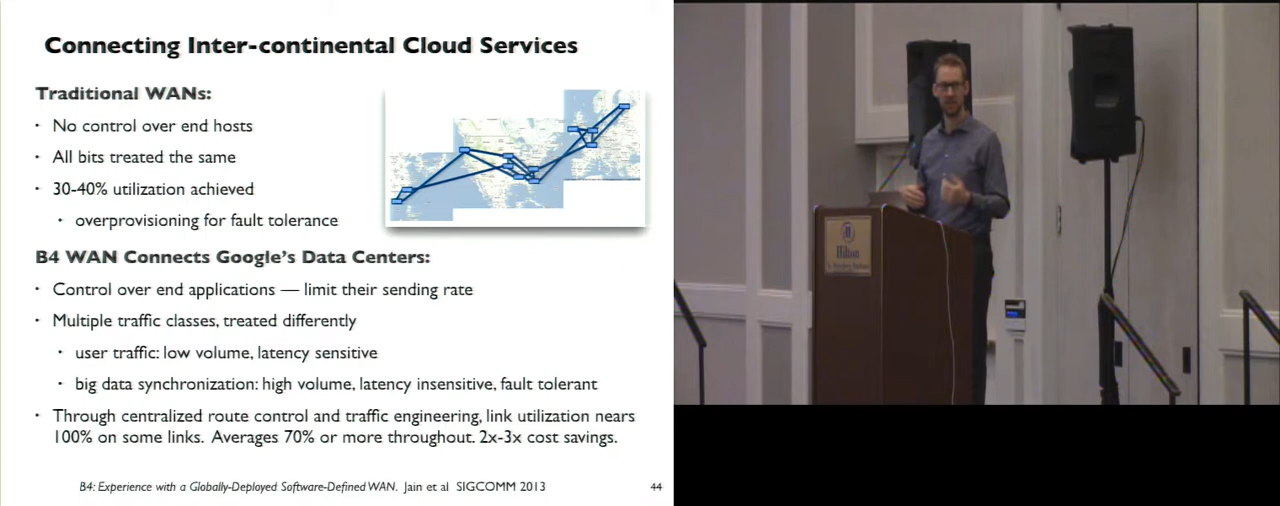 Connecting Inter-continental Cloud Services
Traditional WANs:
• No control over end hosts
• All bits treated the same
• 30-40% utilization achieved
• overprovisioning for fault tolerance
B4 WAN Connects Google's Data Centers:
• Control over end applications — limit their sending rate
• Multiple traffic classes, treated differently
• user traffic: low volume, latency sensitive
• big data synchronization: high volume, latency insensitive, fault tolerant
• Through centralized route control and traffic engineering, link utilization nears
100% on some links. Averages 70% or more throughout. 2x-3x cost savings.
B4: Experience with a Globally-Deployed Software-Defined WAN. Jain et al SIGCOMM 2013
44
Hilton